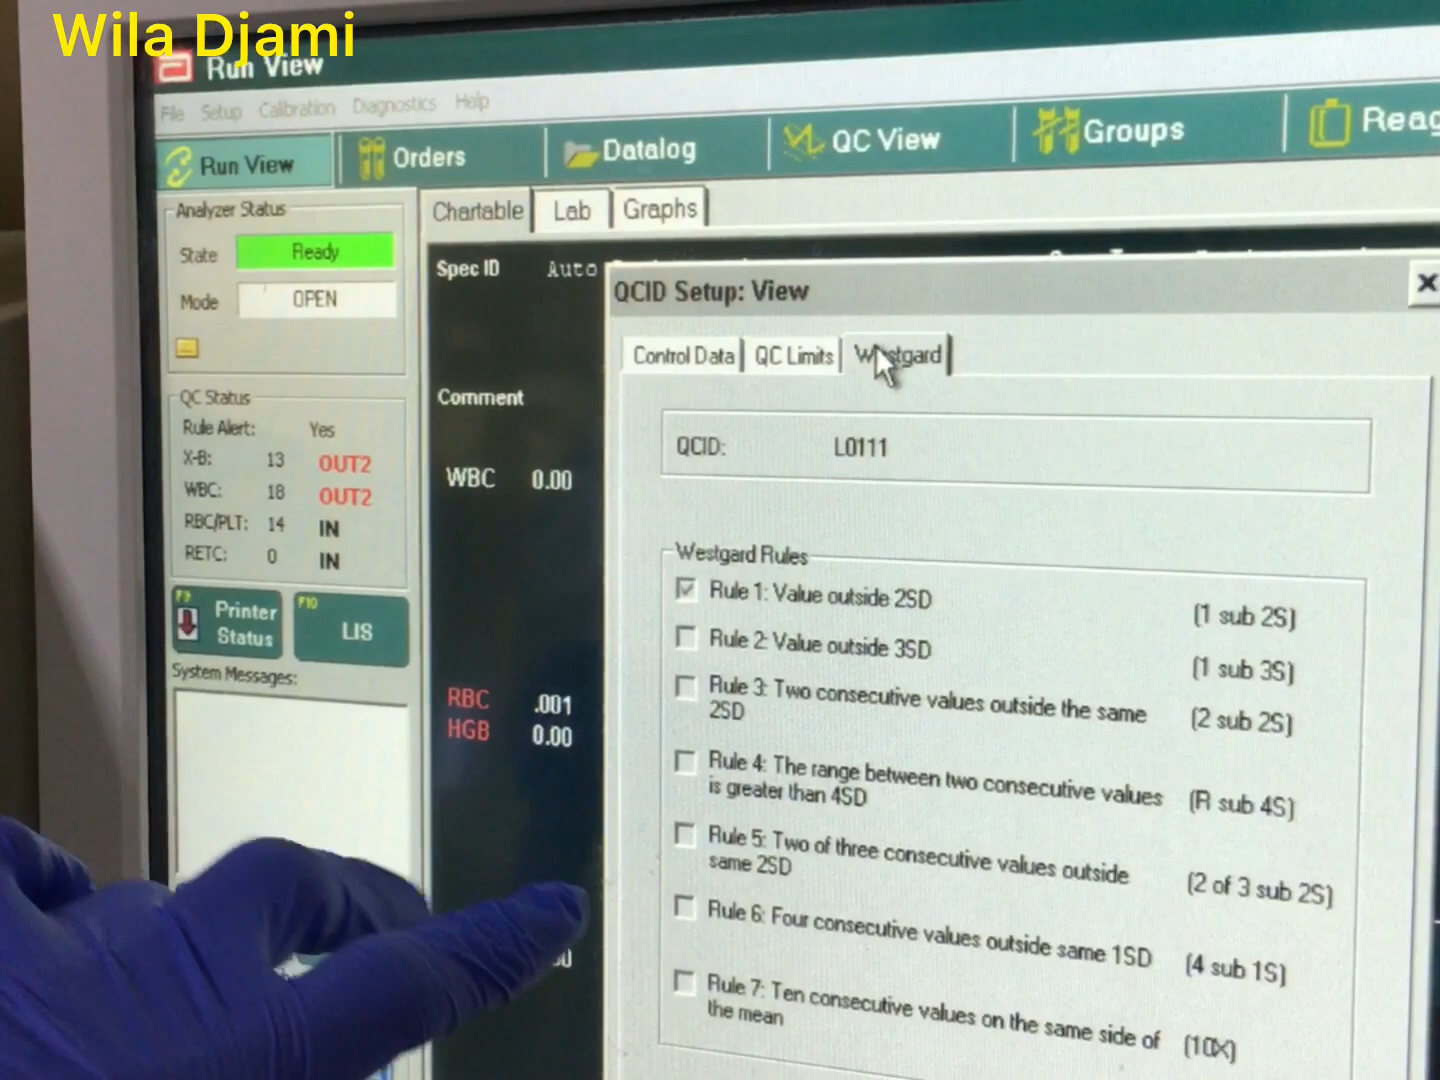 Wila Djami
Run View
File Setup Calibration Diagnostics Help
Run View Orders Datalog QC View Groups
Analyzer Status
State Ready
Mode OPEN
QC Status
Rule Alert: Yes
X-B: 13 OUT2
WBC: 18 OUT2
RBC/PLT: 14 IN
RETC: 0 IN
F9 Printer Status
F10 LIS
System Messages:
Chartable Lab Graphs
Spec ID Auto
Comment
WBC 0.00
RBC .001
HGB 0.00
QCID Setup: View
Control Data QC Limits Westgard
QCID: L0111
Westgard Rules
Rule 1: Value outside 2SD (1 sub 2S)
Rule 2: Value outside 3SD (1 sub 3S)
Rule 3: Two consecutive values outside the same
2SD (2 sub 2S)
Rule 4: The range between two consecutive values
is greater than 4SD (R sub 4S)
Rule 5: Two of three consecutive values outside
same 2SD (2 of 3 sub 2S)
Rule 6: Four consecutive values outside same 1SD (4 sub 1S)
Rule 7: Ten consecutive values on the same side of
the mean (10X)